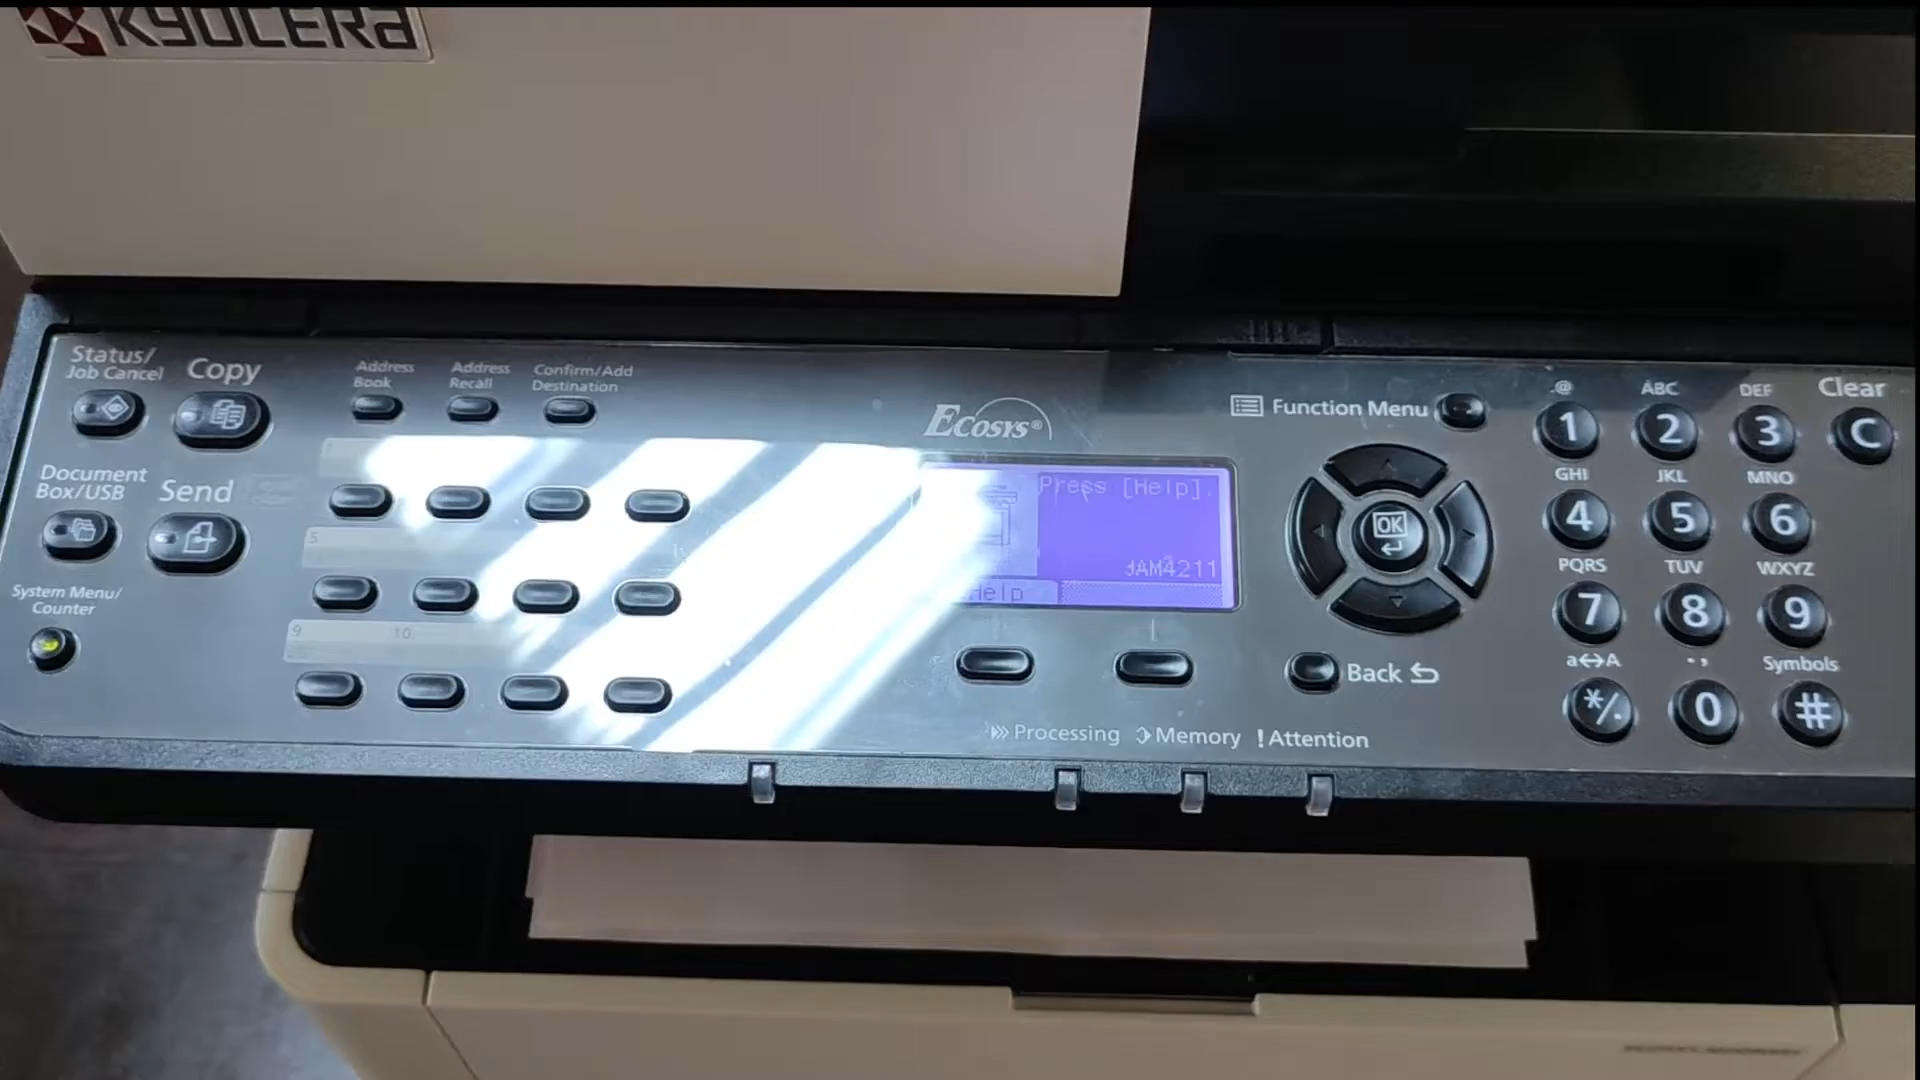 KYOCERA
Status/
Job Cancel
Copy
Address
Book
Address
Recall
Confirm/Add
Destination
Document
Box/USB
Send
System Menu/
Counter
5.
9.
10.
ECOSYS®
Press [Help].
JAM4211
Help
Function Menu
OK
Back
Processing
Memory
Attention
.@
ABC
DEF
Clear
1
2
3
C
GHI
JKL
MNO
4
5
6
PQRS
TUV
WXYZ
7
8
9
a↔A
Symbols
*/.
0
#